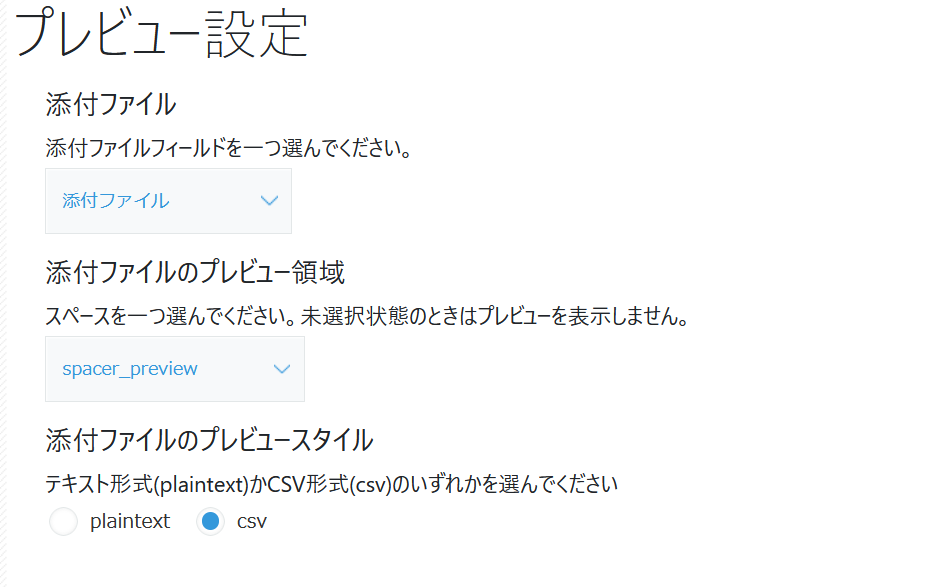 プレビュー設定
添付ファイル
添付ファイルフィールドを一つ選んでください。
添付ファイル
添付ファイルのプレビュー領域
スペースを一つ選んでください。未選択状態のときはプレビューを表示しません。
spacer_preview
添付ファイルのプレビュースタイル
テキスト形式(plaintext)かCSV形式(csv)のいずれかを選んでください
plaintext csv